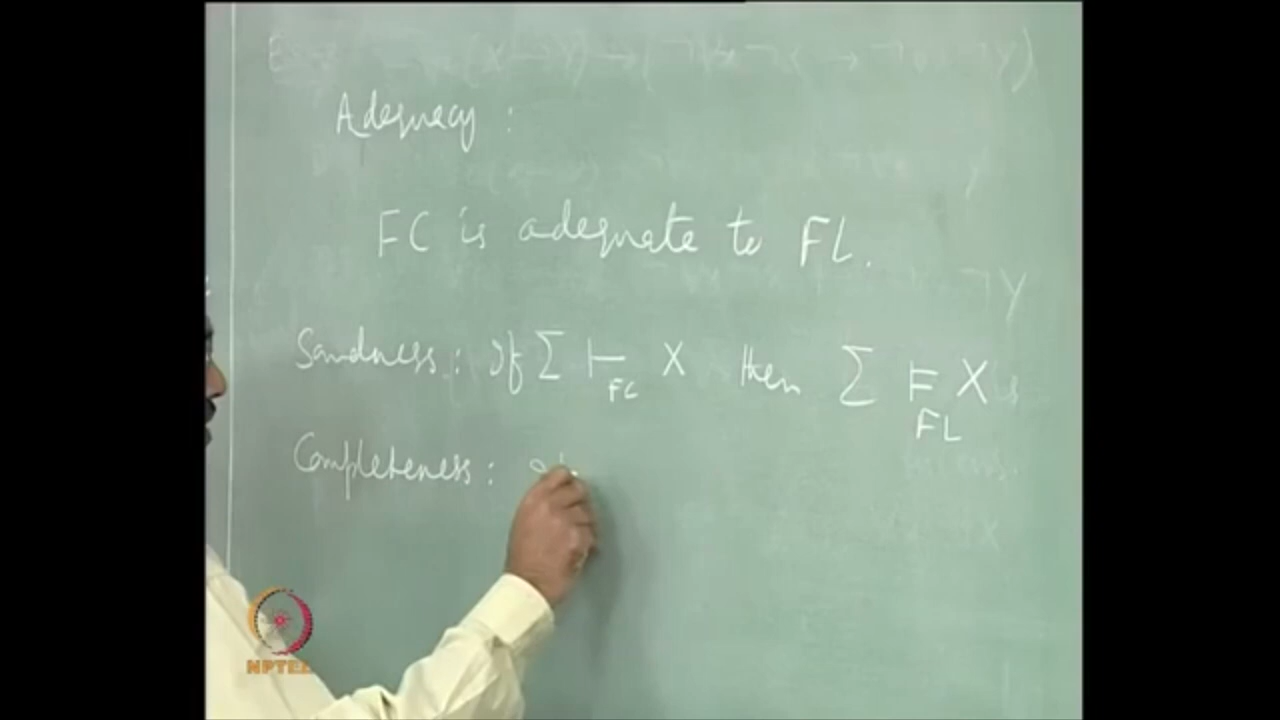 Adequacy :
FC is adequate to FL.
Soundness : If Σ ⊢ FC X then Σ ⊨ FL X
Completeness :
NPTEL